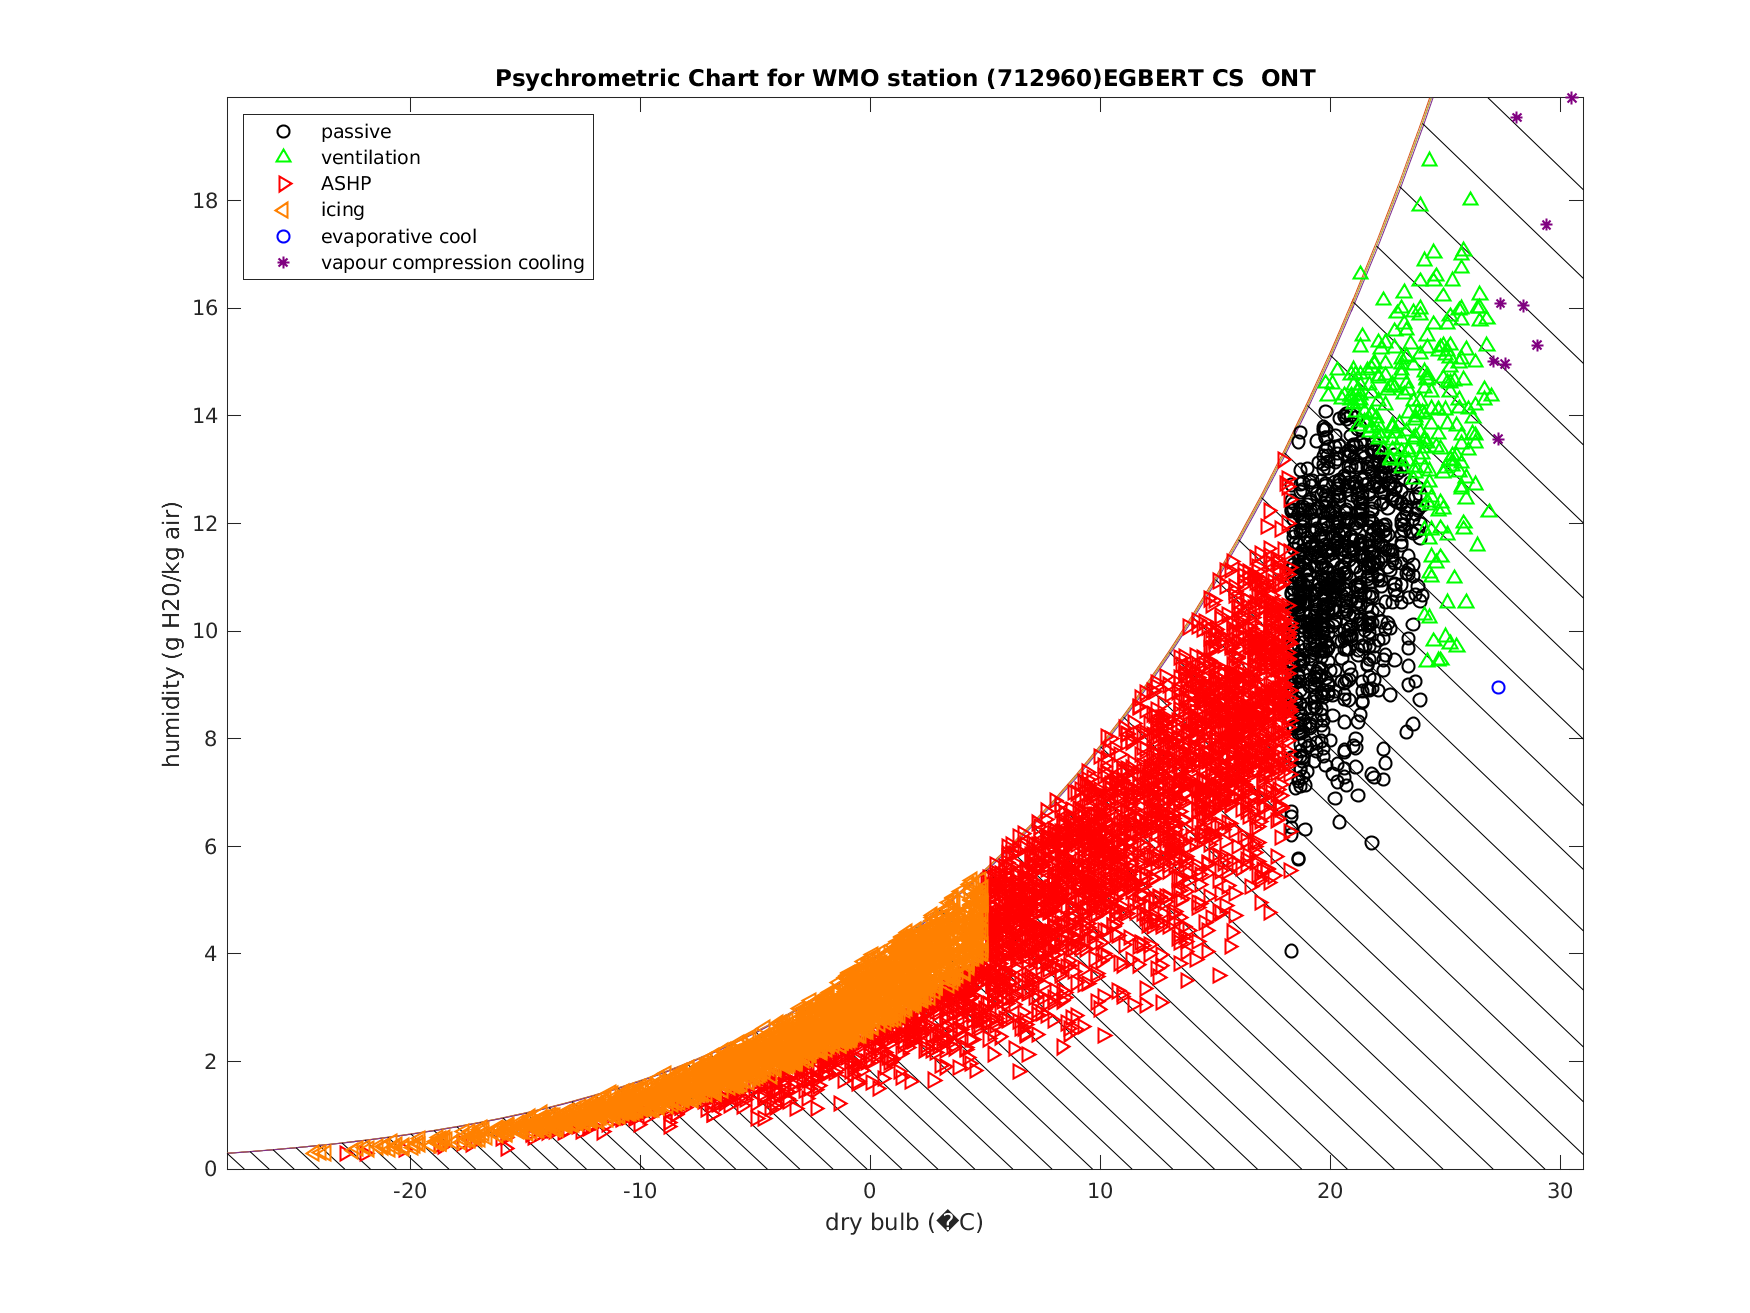 Psychrometric Chart for WMO station (712960)EGBERT CS  ONT
passive
ventilation
ASHP
icing
evaporative cool
vapour compression cooling
humidity (g H20/kg air)
18
16
14
12
10
8
6
4
2
0
-20
-10
0
10
20
30
dry bulb (�C)